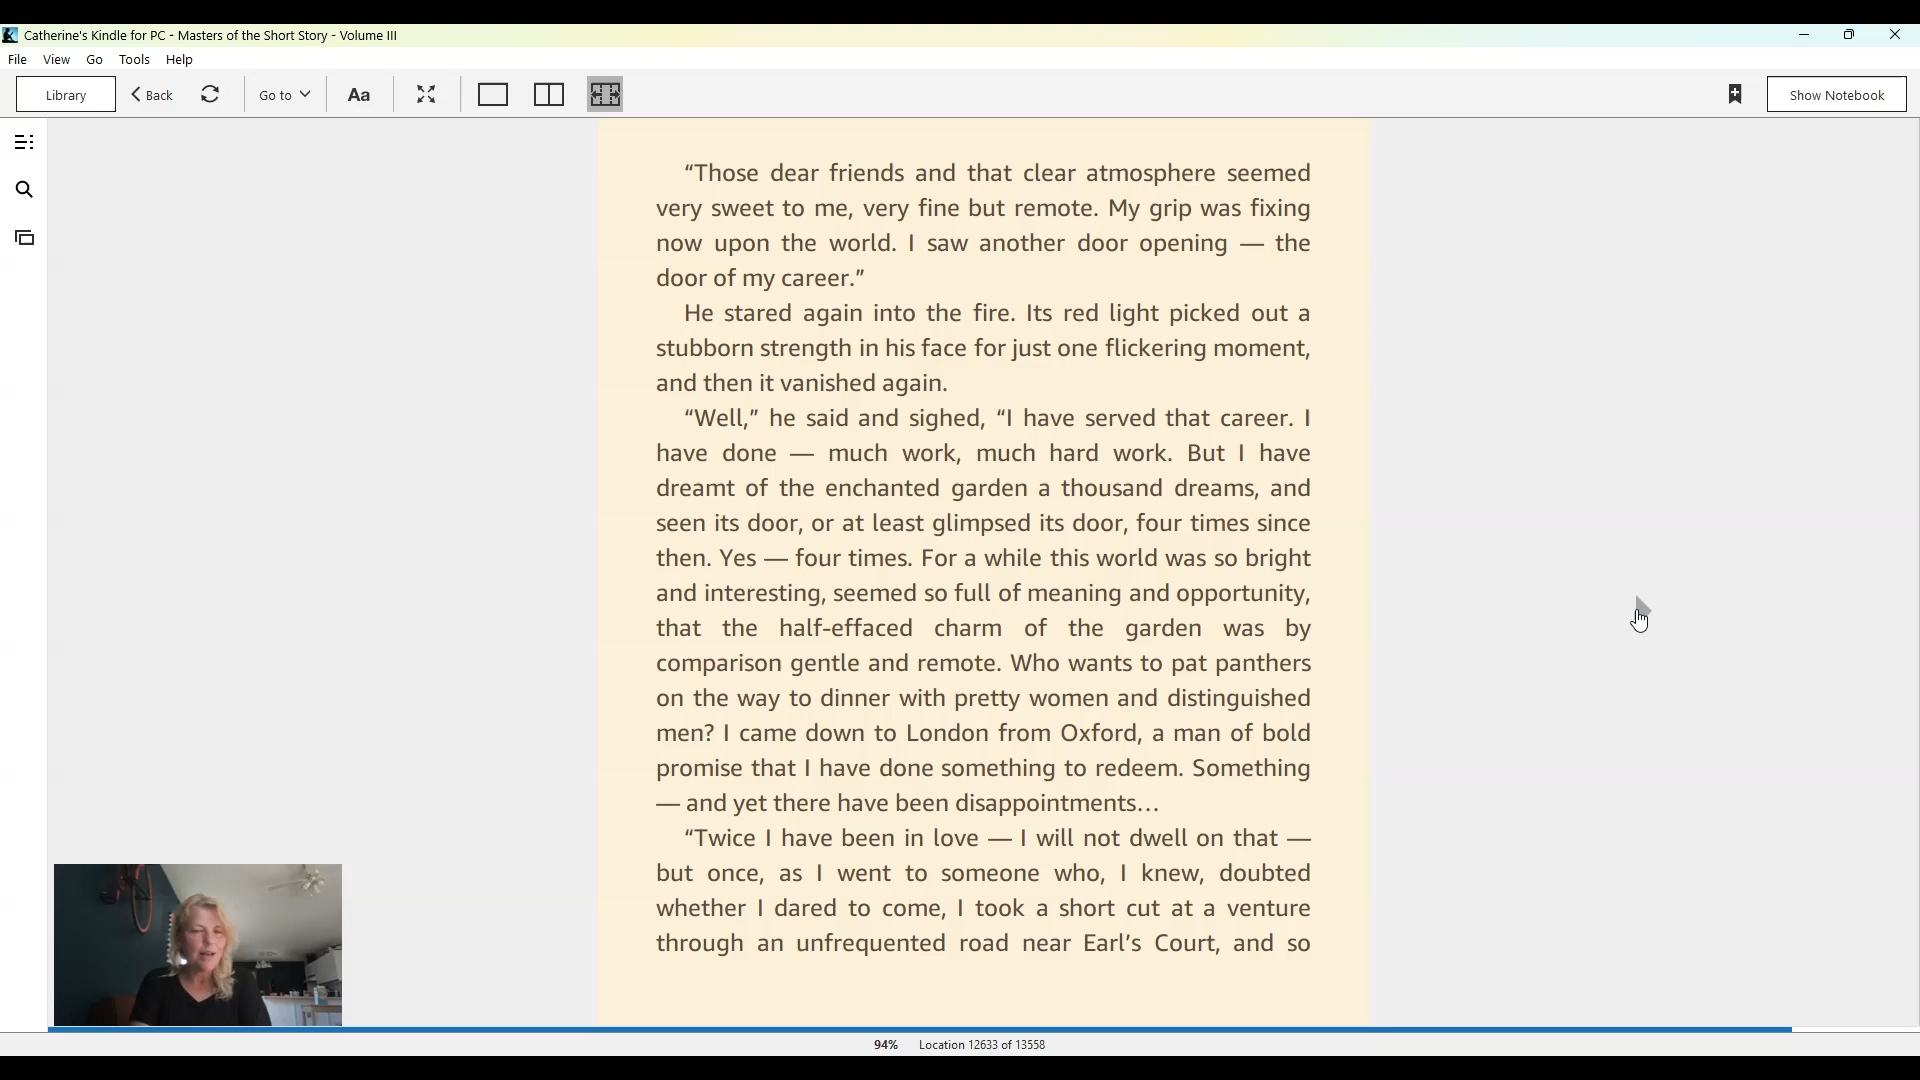 Catherine's Kindle for PC - Masters of the Short Story - Volume III
File View Go Tools Help
Library Back Go to Aa Show Notebook
“Those dear friends and that clear atmosphere seemed
very sweet to me, very fine but remote. My grip was fixing
now upon the world. I saw another door opening — the
door of my career.”
He stared again into the fire. Its red light picked out a
stubborn strength in his face for just one flickering moment,
and then it vanished again.
“Well,” he said and sighed, “I have served that career. I
have done — much work, much hard work. But I have
dreamt of the enchanted garden a thousand dreams, and
seen its door, or at least glimpsed its door, four times since
then. Yes — four times. For a while this world was so bright
and interesting, seemed so full of meaning and opportunity,
that the half-effaced charm of the garden was by
comparison gentle and remote. Who wants to pat panthers
on the way to dinner with pretty women and distinguished
men? I came down to London from Oxford, a man of bold
promise that I have done something to redeem. Something
— and yet there have been disappointments…
“Twice I have been in love — I will not dwell on that —
but once, as I went to someone who, I knew, doubted
whether I dared to come, I took a short cut at a venture
through an unfrequented road near Earl’s Court, and so
94% Location 12633 of 13558